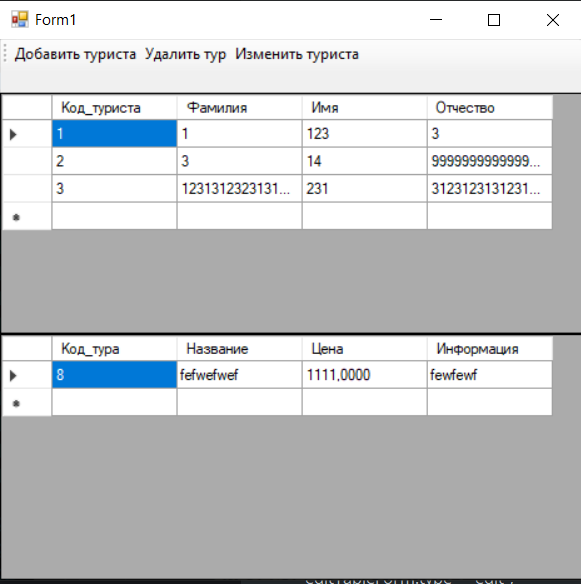 Form1
Добавить туриста Удалить тур Изменить туриста
Код_туриста Фамилия Имя Отчество
1 1 123 3
2 3 14 9999999999999...
3 1231312323131... 231 3123123131231...
Код_тура Название Цена Информация
8 fefwefwef 1111,0000 fewfewf